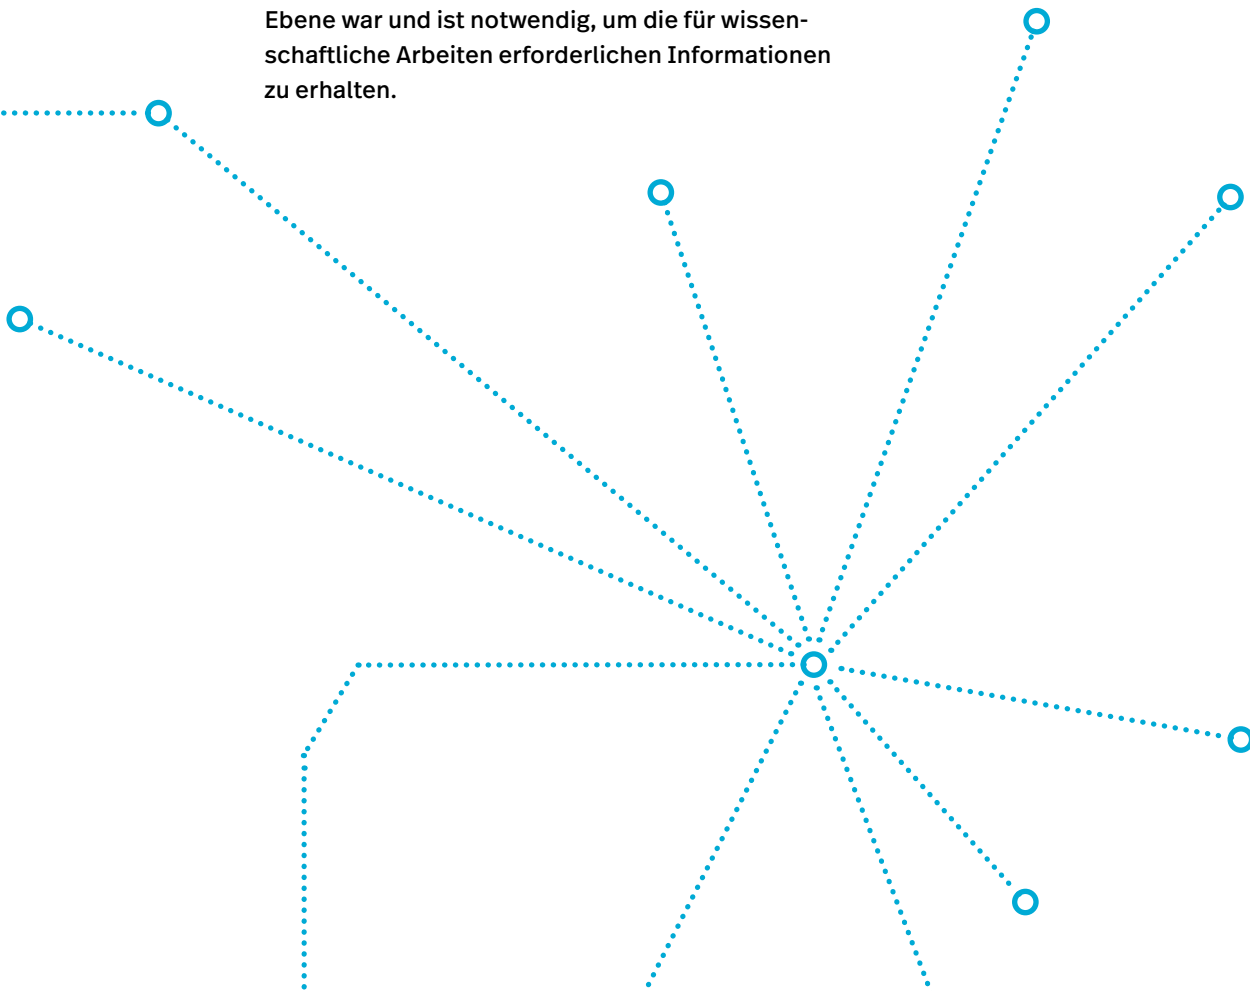 Ebene war und ist notwendig, um die für wissen-
schaftliche Arbeiten erforderlichen Informationen
zu erhalten.